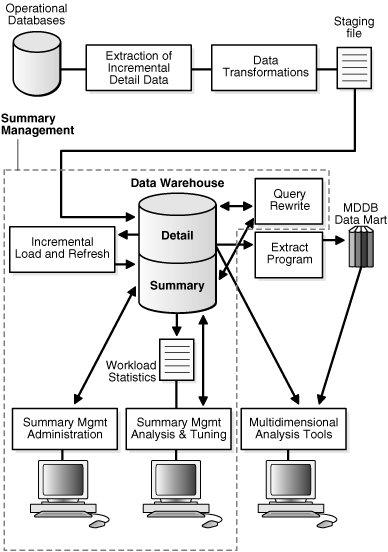 Operational
Databases
Extraction of
Incremental
Detail Data
Data
Transformations
Staging
file
Summary
Management
Data Warehouse
Query
Rewrite
MDDB
Data Mart
Detail
Incremental
Load and Refresh
Extract
Program
Summary
Workload
Statistics
Summary Mgmt
Administration
Summary Mgmt
Analysis & Tuning
Multidimensional
Analysis Tools